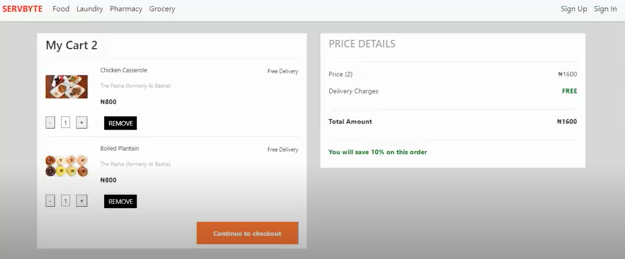 SERVBYTE Food Laundry Pharmacy Grocery Sign Up Sign In
My Cart 2
Chicken Casserole
Free Delivery
The Pasha (formerly Al Basha)
₦800
- 1 +
REMOVE
Boiled Plantain
Free Delivery
The Pasha (formerly Al Basha)
₦800
- 1 +
REMOVE
Continue to checkout
PRICE DETAILS
Price (2) ₦1600
Delivery Charges FREE
Total Amount ₦1600
You will save 10% on this order